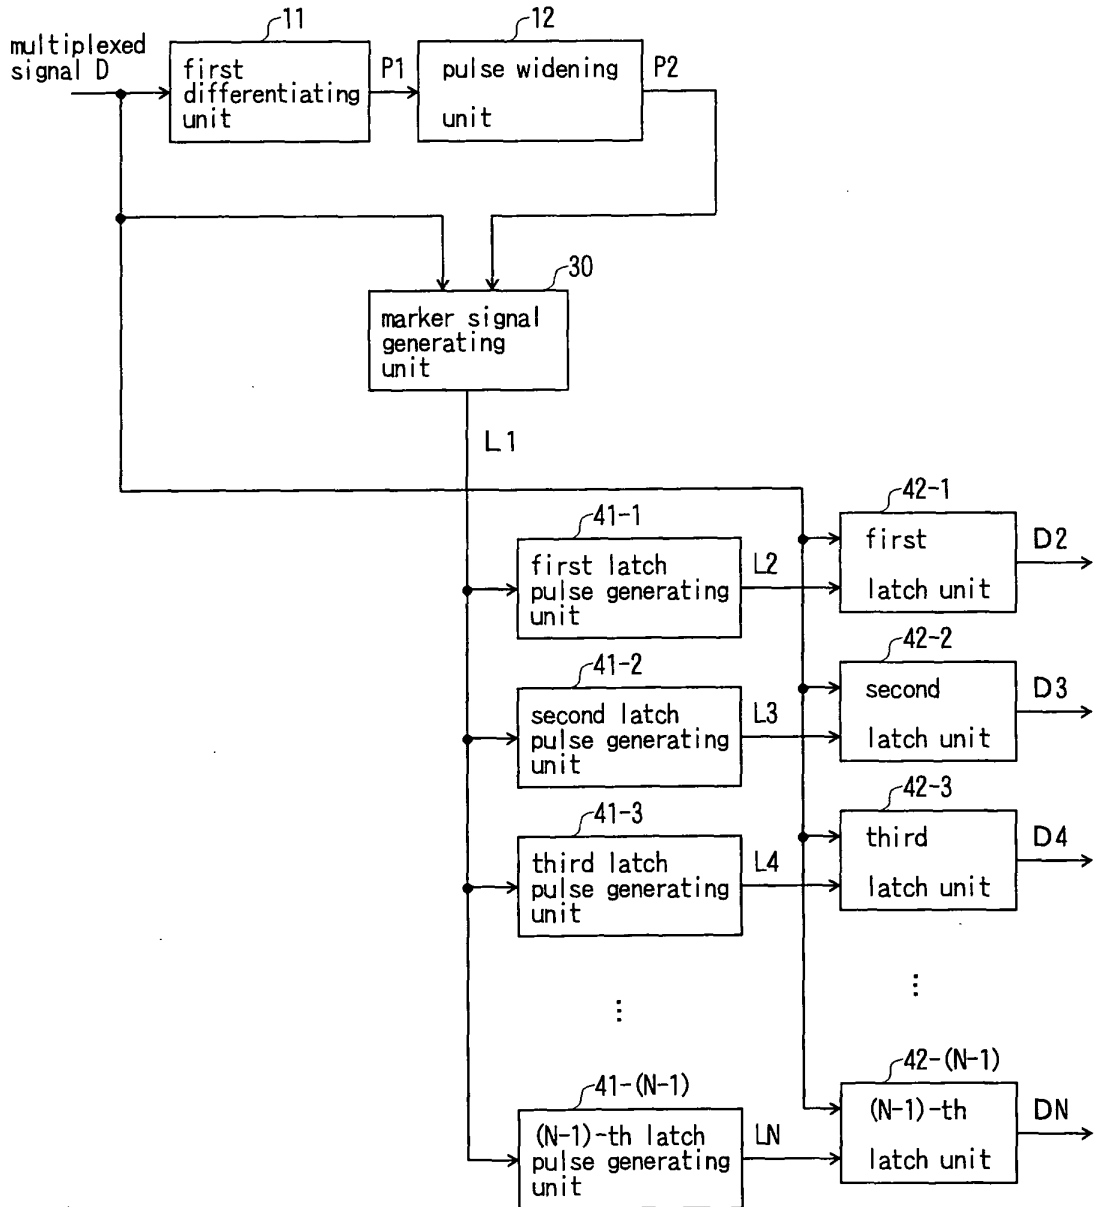 11
12
multiplexed
signal D
first
differentiating
unit
P1
pulse widening
unit
P2
30
marker signal
generating
unit
L1
41-1
first latch
pulse generating
unit
L2
42-1
first
latch unit
D2
41-2
second latch
pulse generating
unit
L3
42-2
second
latch unit
D3
41-3
third latch
pulse generating
unit
L4
42-3
third
latch unit
D4
⋮
⋮
41-(N-1)
(N-1)-th latch
pulse generating
unit
LN
42-(N-1)
(N-1)-th
latch unit
DN